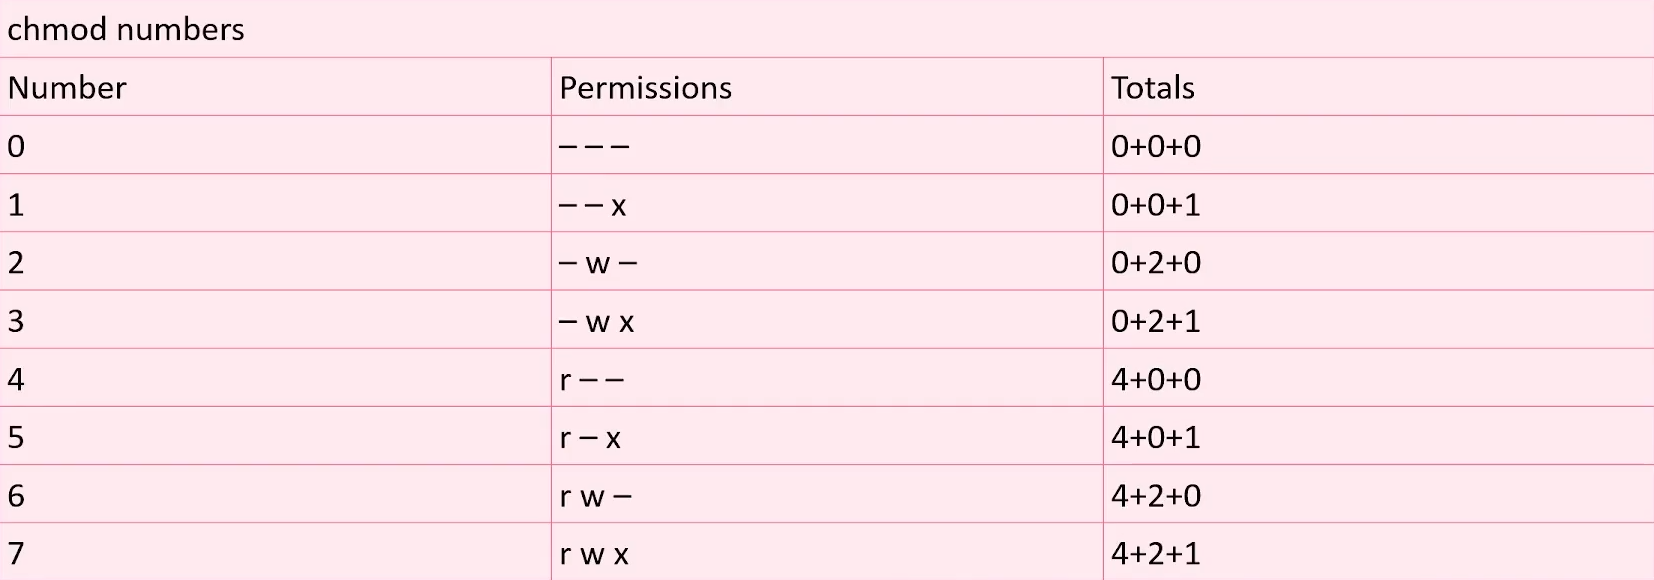 chmod numbers
Number Permissions Totals
0 – – – 0+0+0
1 – – x 0+0+1
2 – w – 0+2+0
3 – w x 0+2+1
4 r – – 4+0+0
5 r – x 4+0+1
6 r w – 4+2+0
7 r w x 4+2+1